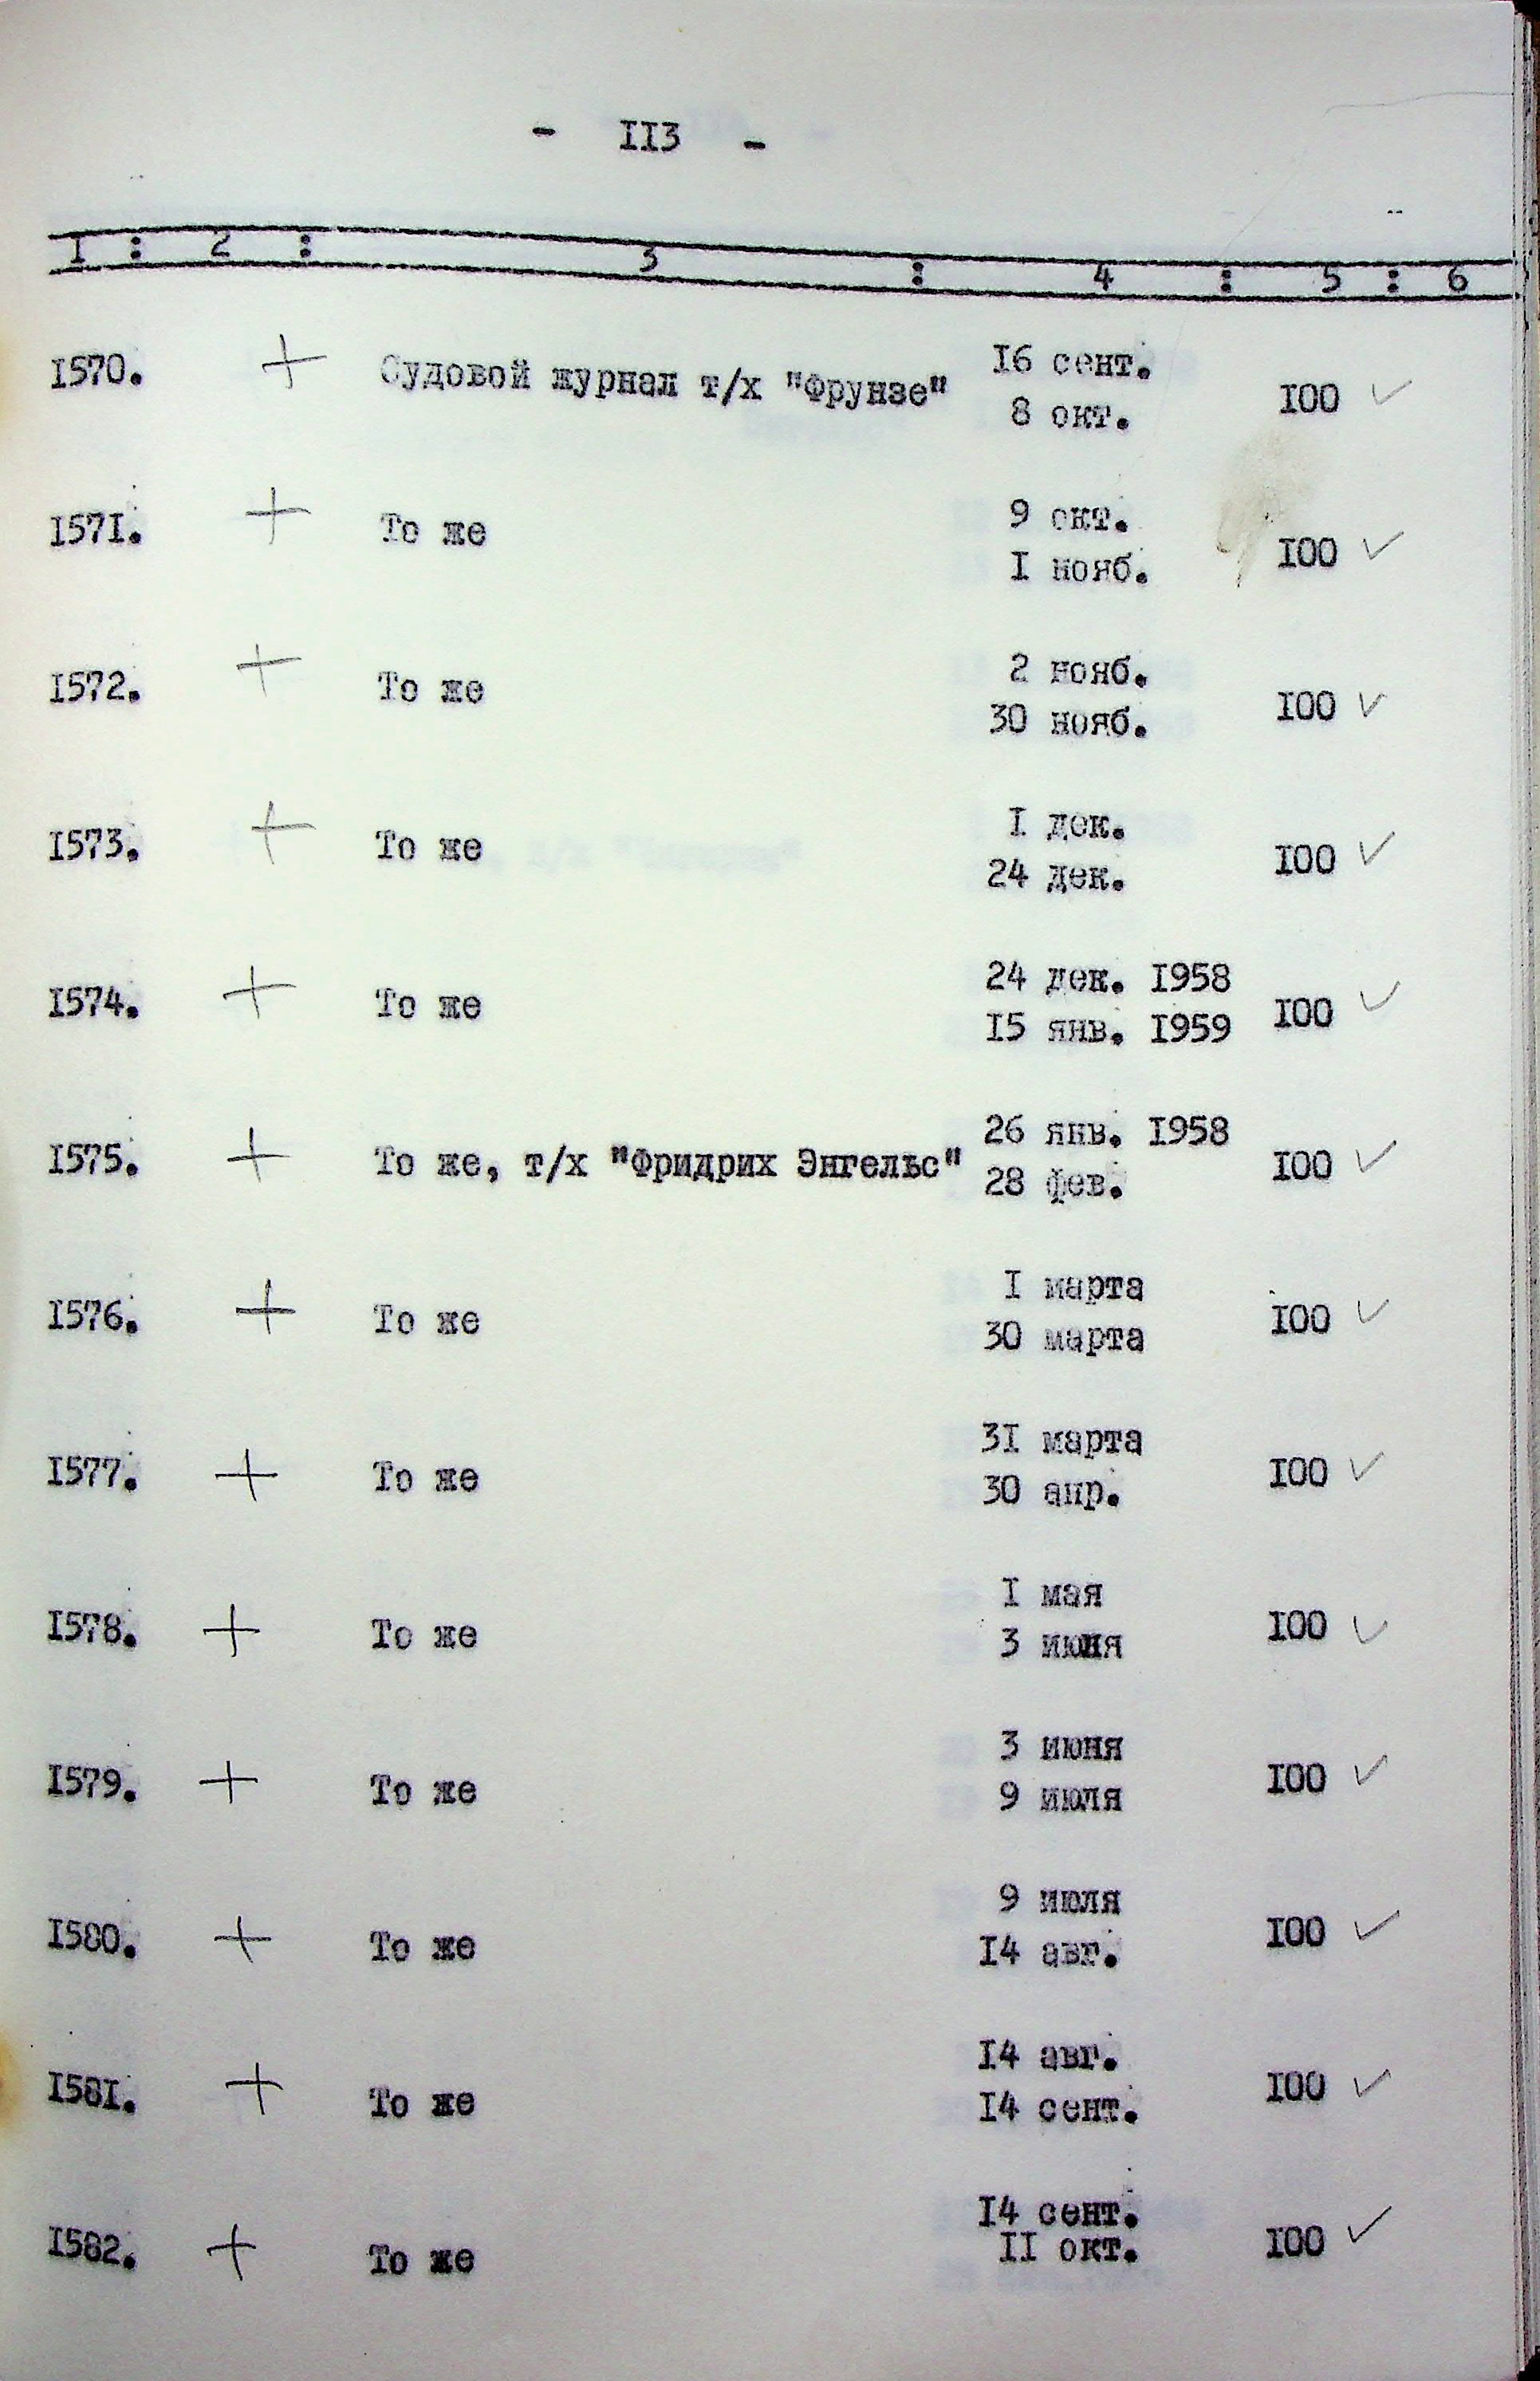 - II3 -
I : 2 : 3 : 4 : 5 : 6
I570. + Судовой журнал т/х "Фрунзе" I6 сент. I00 ✓
8 окт.
I57I. + То же 9 окт. I00 ✓
I нояб.
I572. + То же 2 нояб. I00 ✓
30 нояб.
I573. + То же I дек. I00 ✓
24 дек.
I574. + То же 24 дек. I958 I00 ✓
I5 янв. I959
I575. + То же, т/х "Фридрих Энгельс" 26 янв. I958 I00 ✓
28 фев.
I576. + То же I марта I00 ✓
30 марта
I577. + То же 3I марта I00 ✓
30 апр.
I578. + То же I мая I00 ✓
3 июня
I579. + То же 3 июня I00 ✓
9 июля
I580. + То же 9 июля I00 ✓
I4 авг.
I58I. + То же I4 авг. I00 ✓
I4 сент.
I582. + То же I4 сент. I00 ✓
II окт.